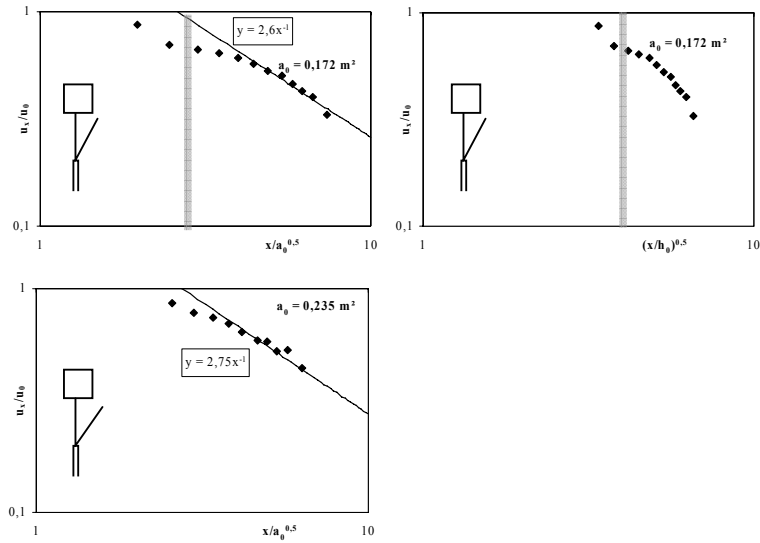 1
y = 2,6x⁻¹
a₀ = 0,172 m²
uₓ/u₀
0,1
1
x/a₀^0,5
10
1
a₀ = 0,172 m²
uₓ/u₀
0,1
1
(x/h₀)^0,5
10
1
a₀ = 0,235 m²
y = 2,75x⁻¹
uₓ/u₀
0,1
1
x/a₀^0,5
10